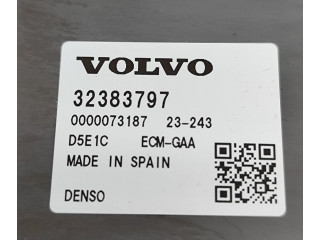 VOLVO
32383797
0000073187 23-243
D5E1C ECM-GAA
MADE IN SPAIN
DENSO